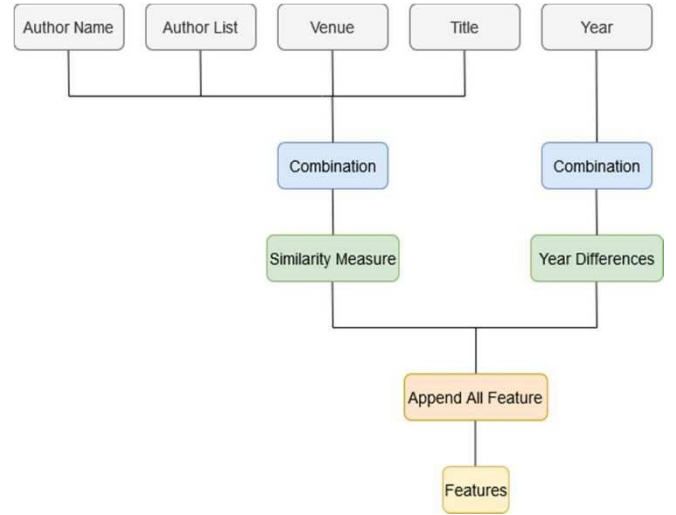 Author Name
Author List
Venue
Title
Year
Combination
Combination
Similarity Measure
Year Differences
Append All Feature
Features